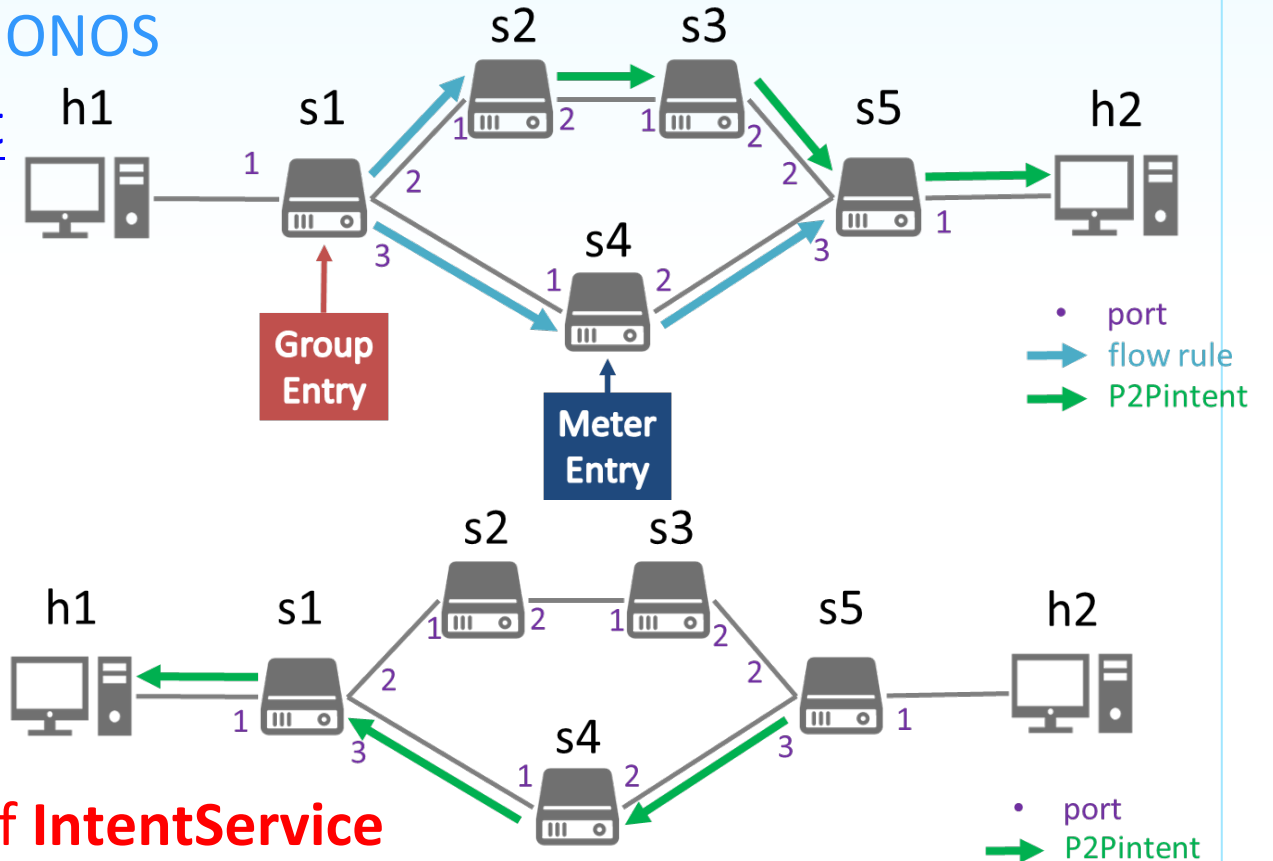 ONOS
h1
s1
s2
s3
s5
h2
s4
1
2
3
1
2
1
2
2
3
1
1
2
Group
Entry
Meter
Entry
• port
flow rule
P2Pintent
h1
s1
s2
s3
s5
h2
s4
1
2
3
1
2
1
2
2
3
1
1
2
f IntentService
• port
P2Pintent